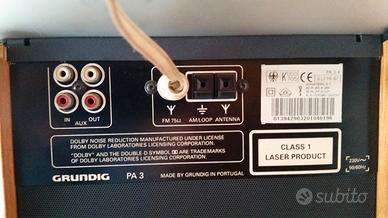 PA 3
IN
OUT
AUX
FM 75Ω
AM/LOOP ANTENNA
CLASS 1
LASER PRODUCT
DOLBY NOISE REDUCTION MANUFACTURED UNDER LICENSE
FROM DOLBY LABORATORIES LICENSING CORPORATION.
"DOLBY" AND THE DOUBLE-D SYMBOL ARE TRADEMARKS
OF DOLBY LABORATORIES LICENSING CORPORATION.
GRUNDIG PA 3 MADE BY GRUNDIG IN PORTUGAL
230V~
50/60Hz
subito